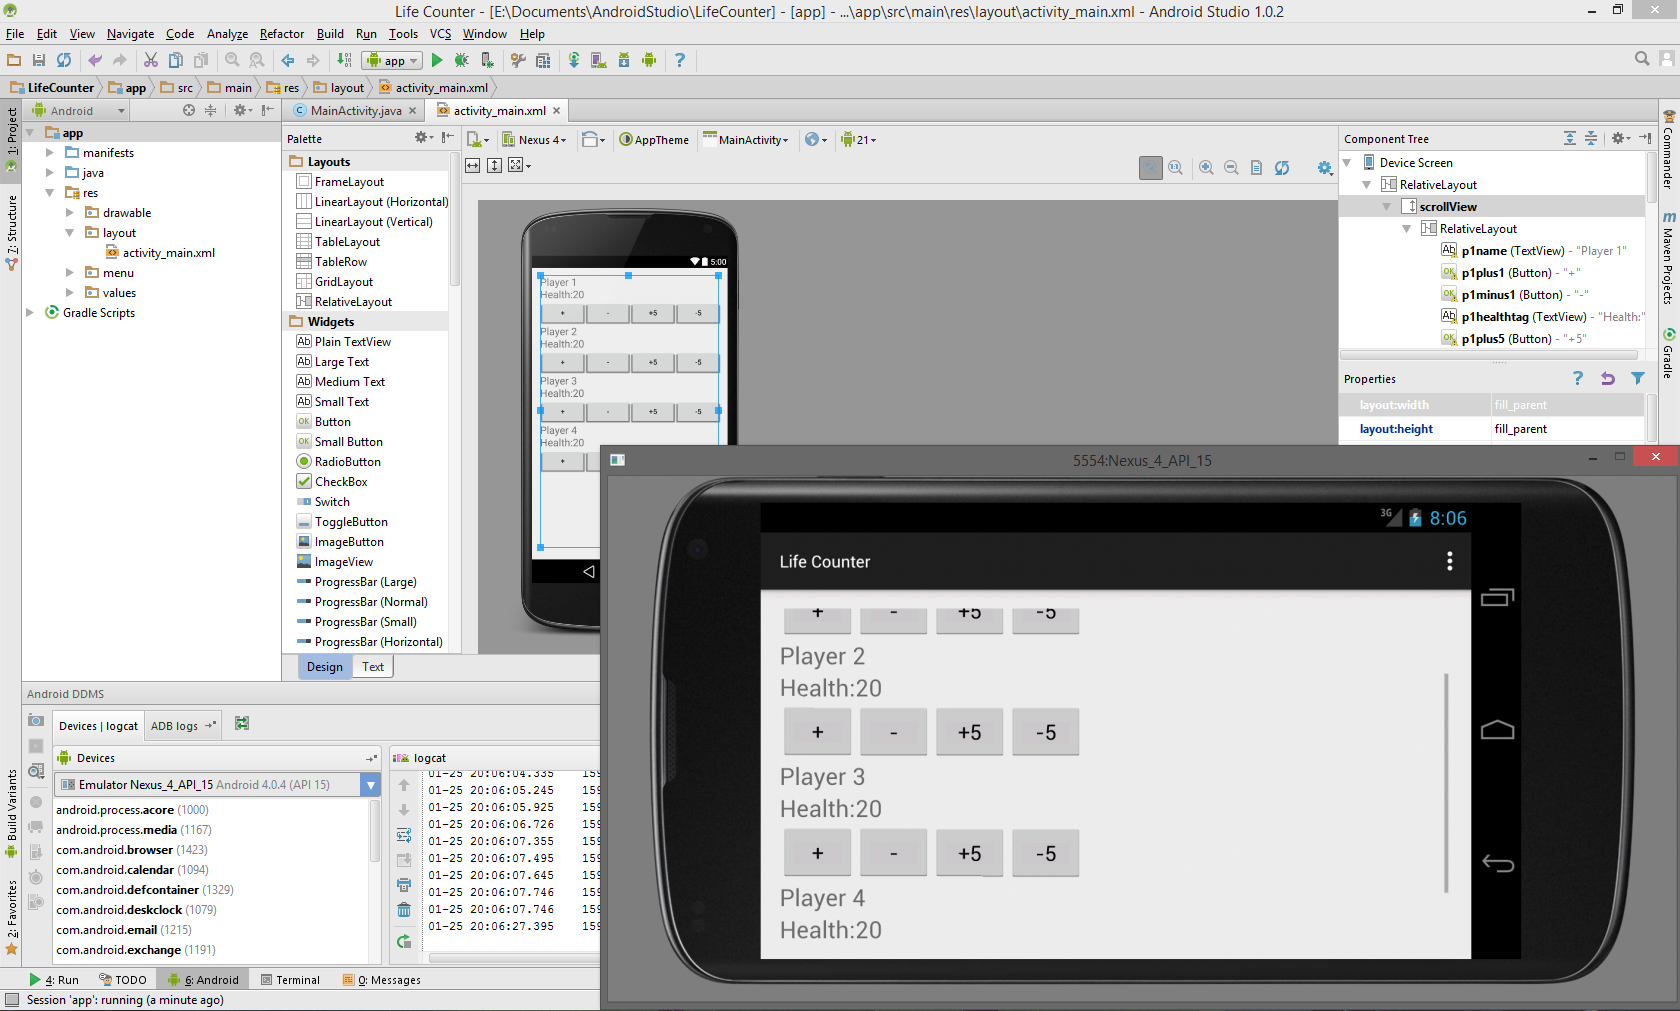 Life Counter - [E:\Documents\AndroidStudio\LifeCounter] - [app] - ...\app\src\main\res\layout\activity_main.xml - Android Studio 1.0.2
File Edit View Navigate Code Analyze Refactor Build Run Tools VCS Window Help
app
LifeCounter app src main res layout activity_main.xml
1: Project
7: Structure
Build Variants
2: Favorites
Android
app
manifests
java
res
drawable
layout
activity_main.xml
menu
values
Gradle Scripts
MainActivity.java activity_main.xml
Palette
Layouts
FrameLayout
LinearLayout (Horizontal)
LinearLayout (Vertical)
TableLayout
TableRow
GridLayout
RelativeLayout
Widgets
Plain TextView
Large Text
Medium Text
Small Text
Button
Small Button
RadioButton
CheckBox
Switch
ToggleButton
ImageButton
ImageView
ProgressBar (Large)
ProgressBar (Normal)
ProgressBar (Small)
ProgressBar (Horizontal)
Design Text
Nexus 4 AppTheme MainActivity 21
5:00
Player 1
Health:20
+ - +5 -5
Player 2
Health:20
+ - +5 -5
Player 3
Health:20
+ - +5 -5
Player 4
Health:20
+
Component Tree
Device Screen
RelativeLayout
scrollView
RelativeLayout
p1name (TextView) - "Player 1"
p1plus1 (Button) - "+"
p1minus1 (Button) - "-"
p1healthtag (TextView) - "Health:"
p1plus5 (Button) - "+5"
Properties
layout:width fill_parent
layout:height fill_parent
Commander
Maven Projects
Gradle
Android DDMS
Devices | logcat ADB logs
Devices
Emulator Nexus_4_API_15 Android 4.0.4 (API 15)
android.process.acore (1000)
android.process.media (1167)
com.android.browser (1423)
com.android.calendar (1094)
com.android.defcontainer (1329)
com.android.deskclock (1079)
com.android.email (1215)
com.android.exchange (1191)
logcat
01-25 20:06:04.335 159
01-25 20:06:05.245 159
01-25 20:06:05.925 159
01-25 20:06:06.726 159
01-25 20:06:07.355 159
01-25 20:06:07.495 159
01-25 20:06:07.645 159
01-25 20:06:07.746 159
01-25 20:06:07.746 159
01-25 20:06:27.395 159
5554:Nexus_4_API_15
3G 8:06
Life Counter
+ - +5 -5
Player 2
Health:20
+ - +5 -5
Player 3
Health:20
+ - +5 -5
Player 4
Health:20
4: Run TODO 6: Android Terminal 0: Messages
Session 'app': running (a minute ago)